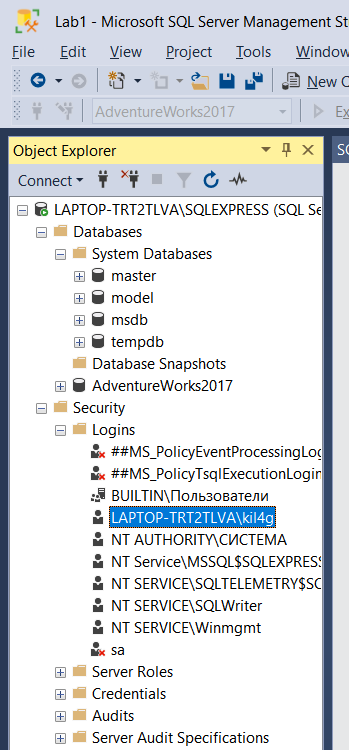 Lab1 - Microsoft SQL Server Management St
File Edit View Project Tools Window
New Q
AdventureWorks2017 Ex
Object Explorer
Connect
LAPTOP-TRT2TLVA\SQLEXPRESS (SQL Se
Databases
System Databases
master
model
msdb
tempdb
Database Snapshots
AdventureWorks2017
Security
Logins
##MS_PolicyEventProcessingLog
##MS_PolicyTsqlExecutionLogin
BUILTIN\Пользователи
LAPTOP-TRT2TLVA\kil4g
NT AUTHORITY\СИСТЕМА
NT Service\MSSQL$SQLEXPRESS
NT SERVICE\SQLTELEMETRY$SQ
NT SERVICE\SQLWriter
NT SERVICE\Winmgmt
sa
Server Roles
Credentials
Audits
Server Audit Specifications